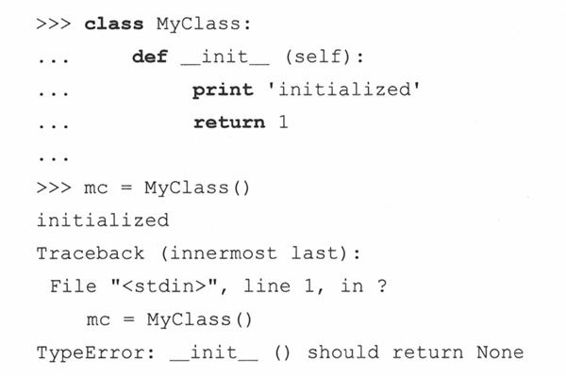 >>> class MyClass:
...     def __init__ (self):
...         print 'initialized'
...         return 1
...
>>> mc = MyClass()
initialized
Traceback (innermost last):
 File "<stdin>", line 1, in ?
    mc = MyClass()
TypeError: __init__ () should return None